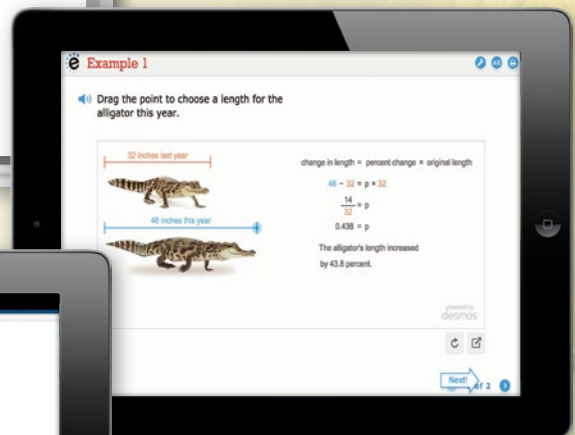 e Example 1
Drag the point to choose a length for the
alligator this year.
32 inches last year
46 inches this year
change in length = percent change × original length
46 − 32 = p • 32
14
32
= p
0.438 = p
The alligator's length increased
by 43.8 percent.
powered by
desmos
Next!
of 2